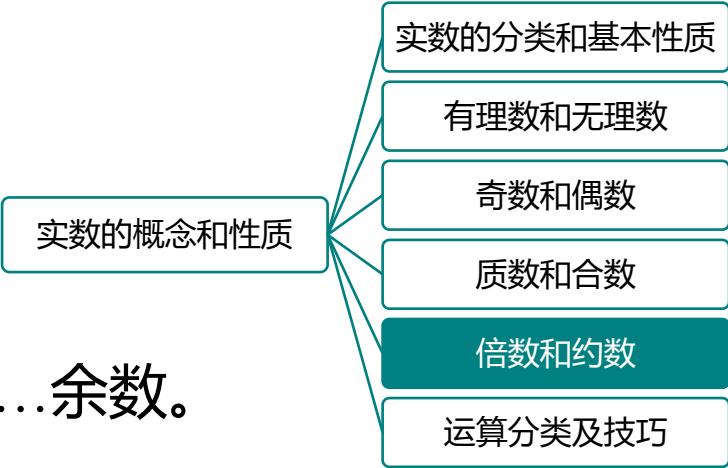 实数的分类和基本性质
有理数和无理数
奇数和偶数
实数的概念和性质
质数和合数
倍数和约数
…余数。
运算分类及技巧